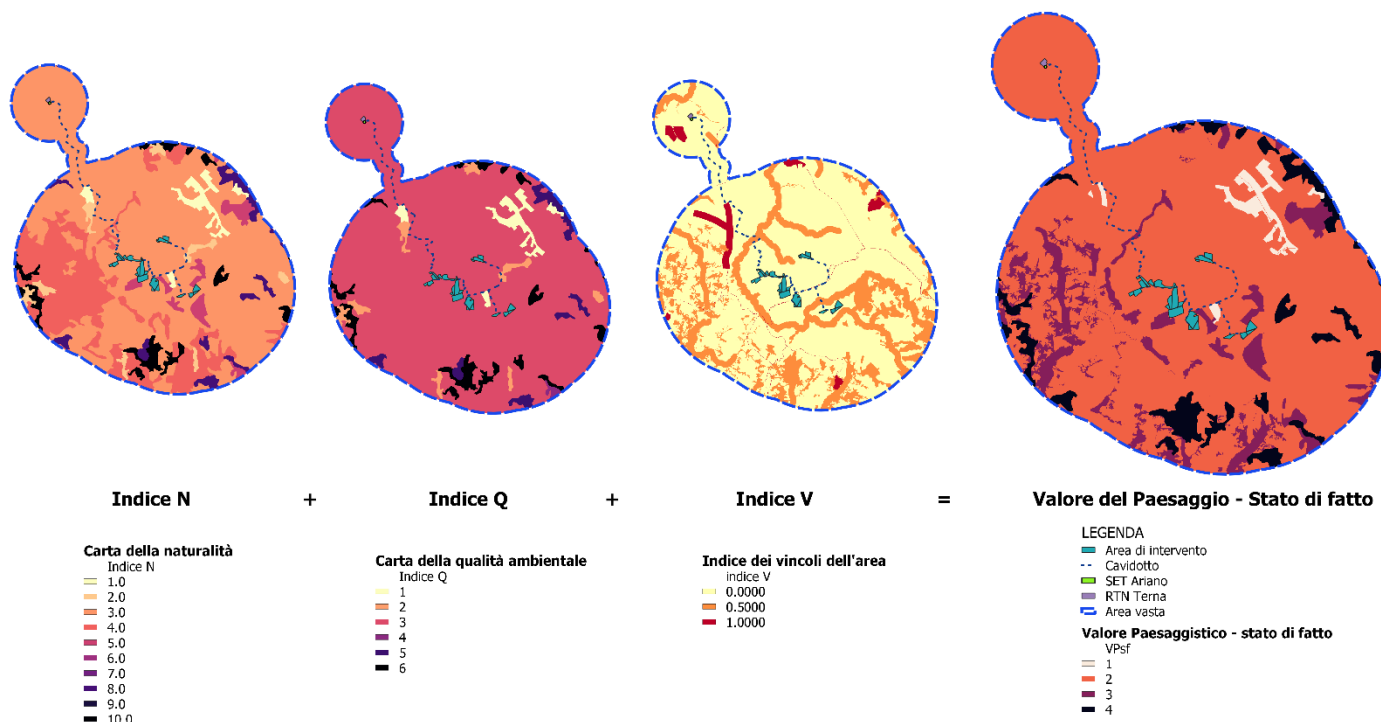 Indice N + Indice Q + Indice V = Valore del Paesaggio - Stato di fatto
Carta della naturalità
Indice N
1.0
2.0
3.0
4.0
5.0
6.0
7.0
8.0
9.0
10.0
Carta della qualità ambientale
Indice Q
1
2
3
4
5
6
Indice dei vincoli dell'area
indice V
0.0000
0.5000
1.0000
LEGENDA
Area di intervento
Cavidotto
SET Ariano
RTN Terna
Area vasta
Valore Paesaggistico - stato di fatto
VPsf
1
2
3
4